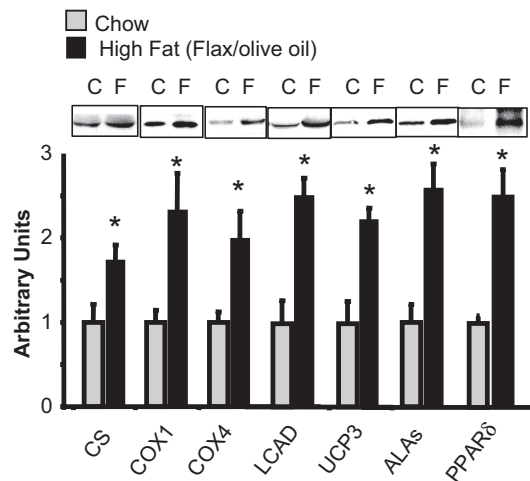 Chow
High Fat (Flax/olive oil)
C F C F C F C F C F C F C F
3
2
1
0
Arbitrary Units
* * * * * * *
CS COX1 COX4 LCAD UCP3 ALAs PPARδ